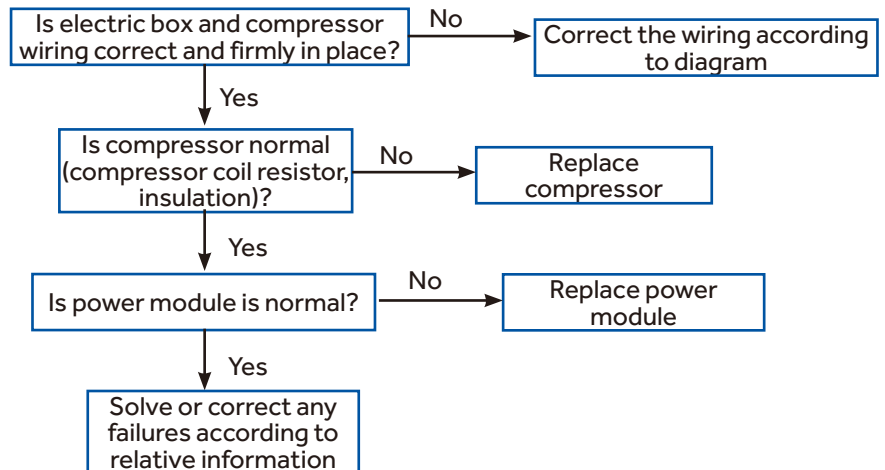 Is electric box and compressor
wiring correct and firmly in place?
No
Correct the wiring according
to diagram
Yes
Is compressor normal
(compressor coil resistor,
insulation)?
No
Replace
compressor
Yes
Is power module is normal?
No
Replace power
module
Yes
Solve or correct any
failures according to
relative information